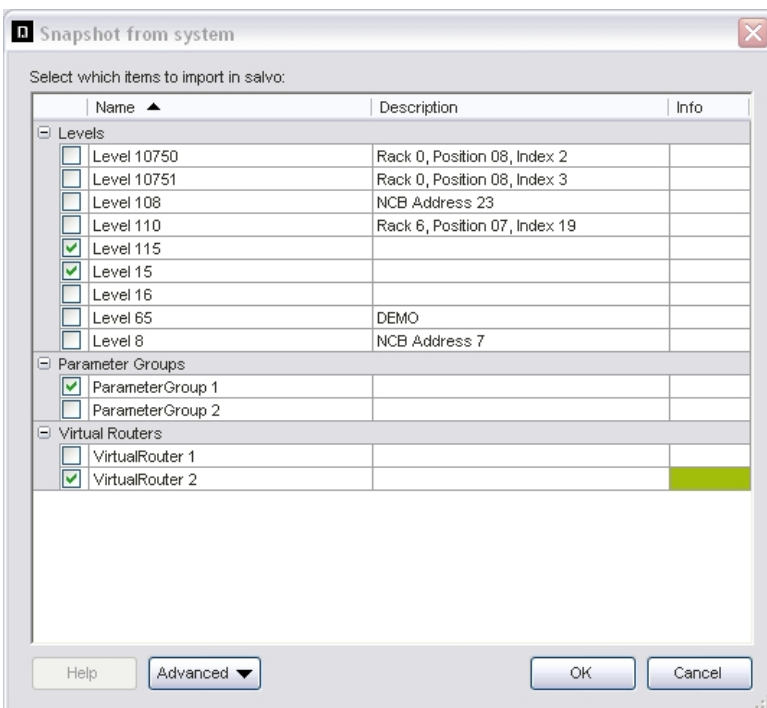 Snapshot from system
Select which items to import in salvo:
Name Description Info
Levels
Level 10750 Rack 0, Position 08, Index 2
Level 10751 Rack 0, Position 08, Index 3
Level 108 NCB Address 23
Level 110 Rack 6, Position 07, Index 19
Level 115
Level 15
Level 16
Level 65 DEMO
Level 8 NCB Address 7
Parameter Groups
ParameterGroup 1
ParameterGroup 2
Virtual Routers
VirtualRouter 1
VirtualRouter 2
Help Advanced OK Cancel